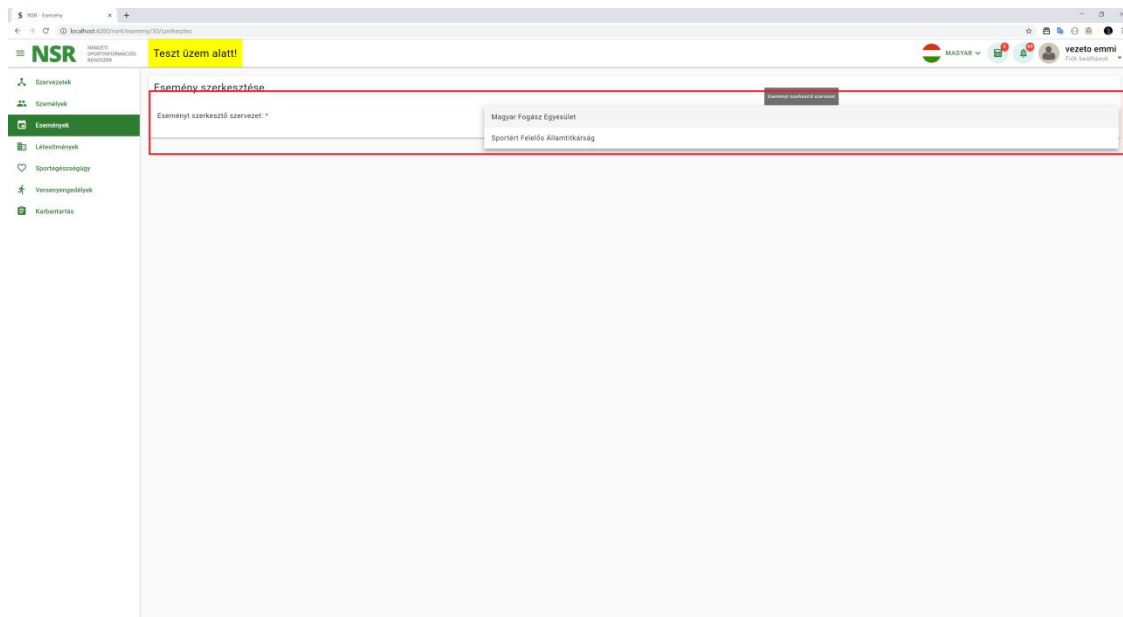 S NSR - Esemény × +
localhost:4200/nsr#/esemeny/30/szerkesztes
NSR
NEMZETI
SPORTINFORMÁCIÓS
RENDSZER
Teszt üzem alatt!
MAGYAR
vezeto emmi
Fiók beállítások
Szervezetek
Személyek
Események
Létesítmények
Sportegészségügy
Versenyengedélyek
Karbantartás
Esemény szerkesztése
Eseményt szerkesztő szervezet
Eseményt szerkesztő szervezet: *
Magyar Fogász Egyesület
Sportért Felelős Államtitkárság